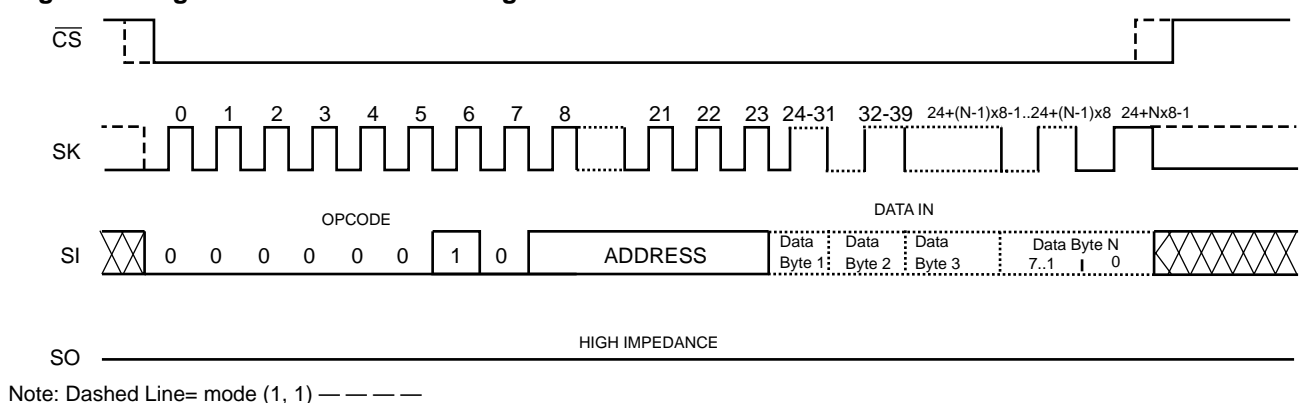 CS
0 1 2 3 4 5 6 7 8 21 22 23 24-31 32-39 24+(N-1)x8-1..24+(N-1)x8 24+Nx8-1
SK
OPCODE
DATA IN
SI 0 0 0 0 0 0 1 0 ADDRESS
Data Byte 1
Data Byte 2
Data Byte 3
Data Byte N
7..1 0
HIGH IMPEDANCE
SO
Note: Dashed Line= mode (1, 1) — — — —